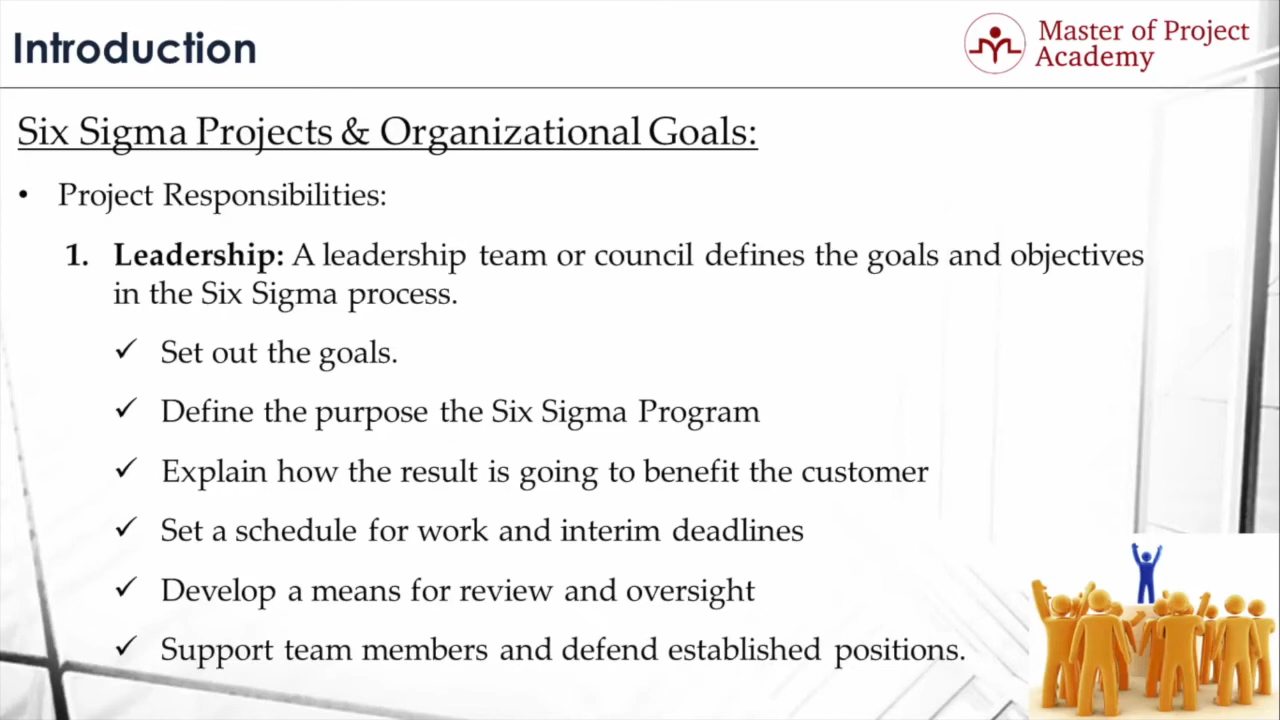 Introduction
Master of Project
Academy
Six Sigma Projects & Organizational Goals:
• Project Responsibilities:
1. Leadership: A leadership team or council defines the goals and objectives
in the Six Sigma process.
✓ Set out the goals.
✓ Define the purpose the Six Sigma Program
✓ Explain how the result is going to benefit the customer
✓ Set a schedule for work and interim deadlines
✓ Develop a means for review and oversight
✓ Support team members and defend established positions.